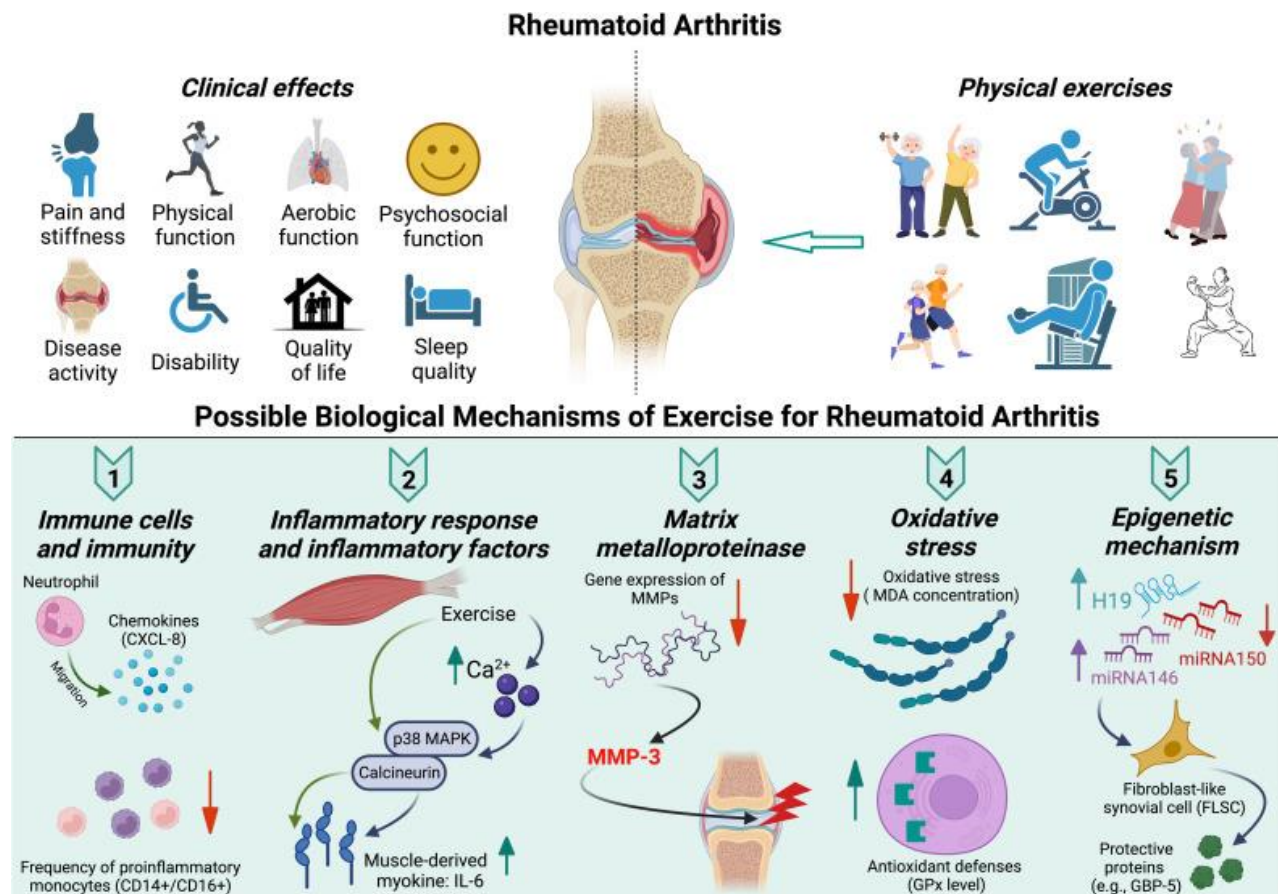 Rheumatoid Arthritis
Clinical effects
Pain and
stiffness
Physical
function
Aerobic
function
Psychosocial
function
Disease
activity
Disability
Quality
of life
Sleep
quality
Physical exercises
Possible Biological Mechanisms of Exercise for Rheumatoid Arthritis
1
Immune cells
and immunity
Neutrophil
Chemokines
(CXCL-8)
Migration
Frequency of proinflammatory
monocytes (CD14+/CD16+)
2
Inflammatory response
and inflammatory factors
Exercise
Ca²⁺
p38 MAPK
Calcineurin
Muscle-derived
myokine: IL-6
3
Matrix
metalloproteinase
Gene expression of
MMPs
MMP-3
4
Oxidative
stress
Oxidative stress
( MDA concentration)
Antioxidant defenses
(GPx level)
5
Epigenetic
mechanism
H19
miRNA150
miRNA146
Fibroblast-like
synovial cell (FLSC)
Protective
proteins
(e.g., GBP-5)